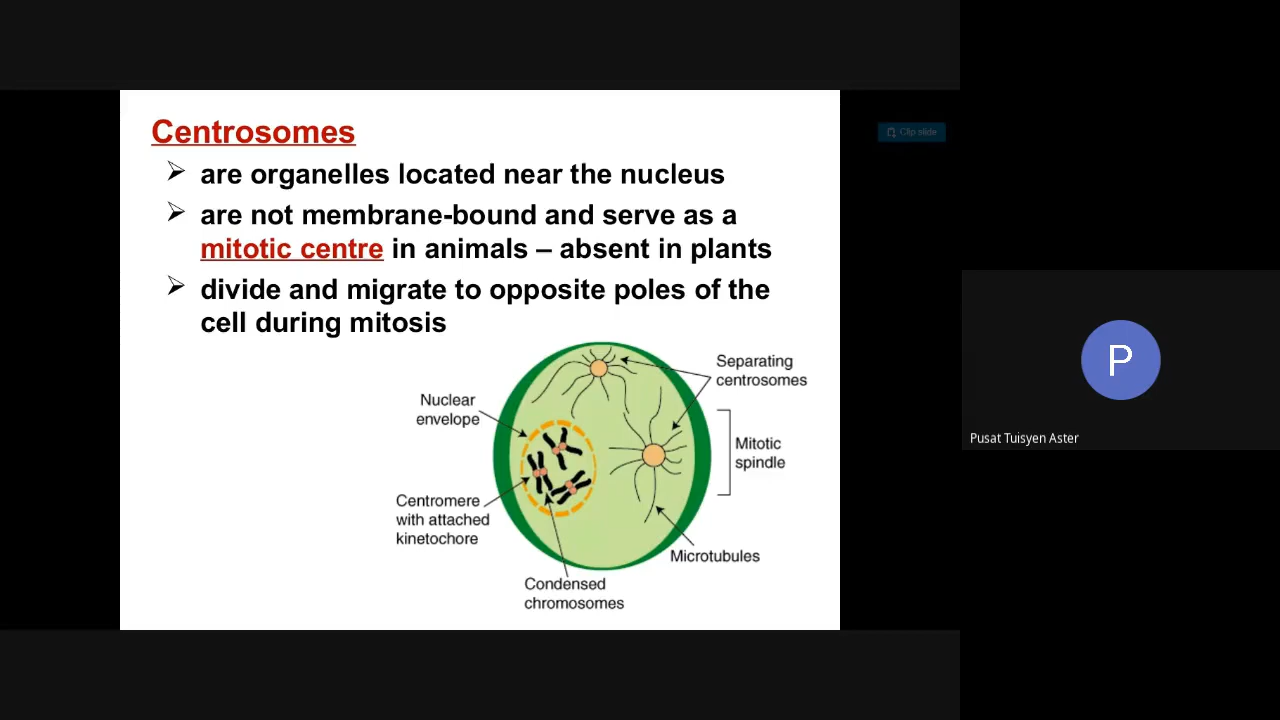 Centrosomes
are organelles located near the nucleus
are not membrane-bound and serve as a
mitotic centre in animals – absent in plants
divide and migrate to opposite poles of the
cell during mitosis
Separating
centrosomes
Nuclear
envelope
Mitotic
spindle
Centromere
with attached
kinetochore
Microtubules
Condensed
chromosomes
Clip slide
P
Pusat Tuisyen Aster